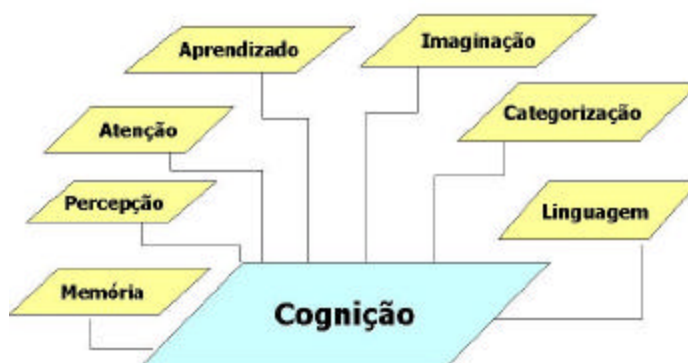 Aprendizado
Imaginação
Atenção
Categorização
Percepção
Linguagem
Memória
Cognição